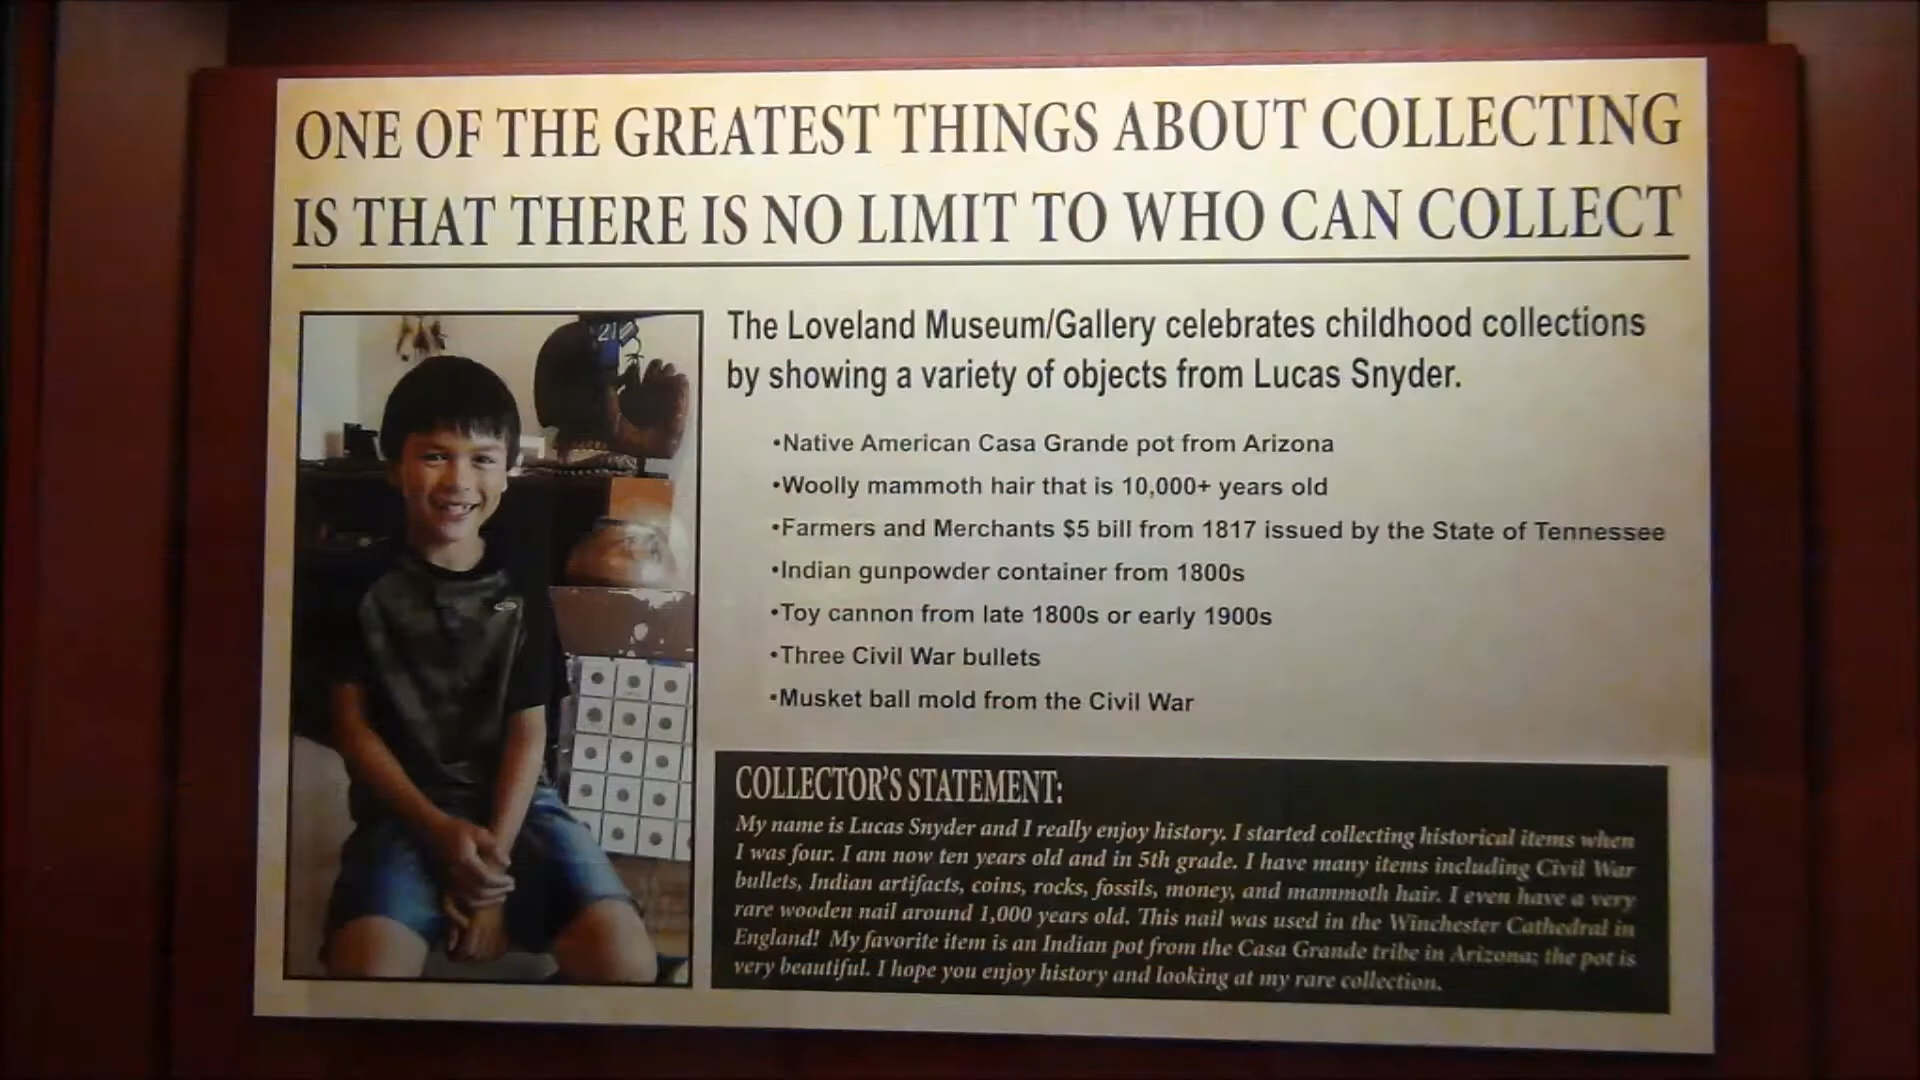 ONE OF THE GREATEST THINGS ABOUT COLLECTING
IS THAT THERE IS NO LIMIT TO WHO CAN COLLECT
The Loveland Museum/Gallery celebrates childhood collections
by showing a variety of objects from Lucas Snyder.
•Native American Casa Grande pot from Arizona
•Woolly mammoth hair that is 10,000+ years old
•Farmers and Merchants $5 bill from 1817 issued by the State of Tennessee
•Indian gunpowder container from 1800s
•Toy cannon from late 1800s or early 1900s
•Three Civil War bullets
•Musket ball mold from the Civil War
COLLECTOR'S STATEMENT:
My name is Lucas Snyder and I really enjoy history. I started collecting historical items when
I was four. I am now ten years old and in 5th grade. I have many items including Civil War
bullets, Indian artifacts, coins, rocks, fossils, money, and mammoth hair. I even have a very
rare wooden nail around 1,000 years old. This nail was used in the Winchester Cathedral in
England! My favorite item is an Indian pot from the Casa Grande tribe in Arizona; the pot is
very beautiful. I hope you enjoy history and looking at my rare collection.